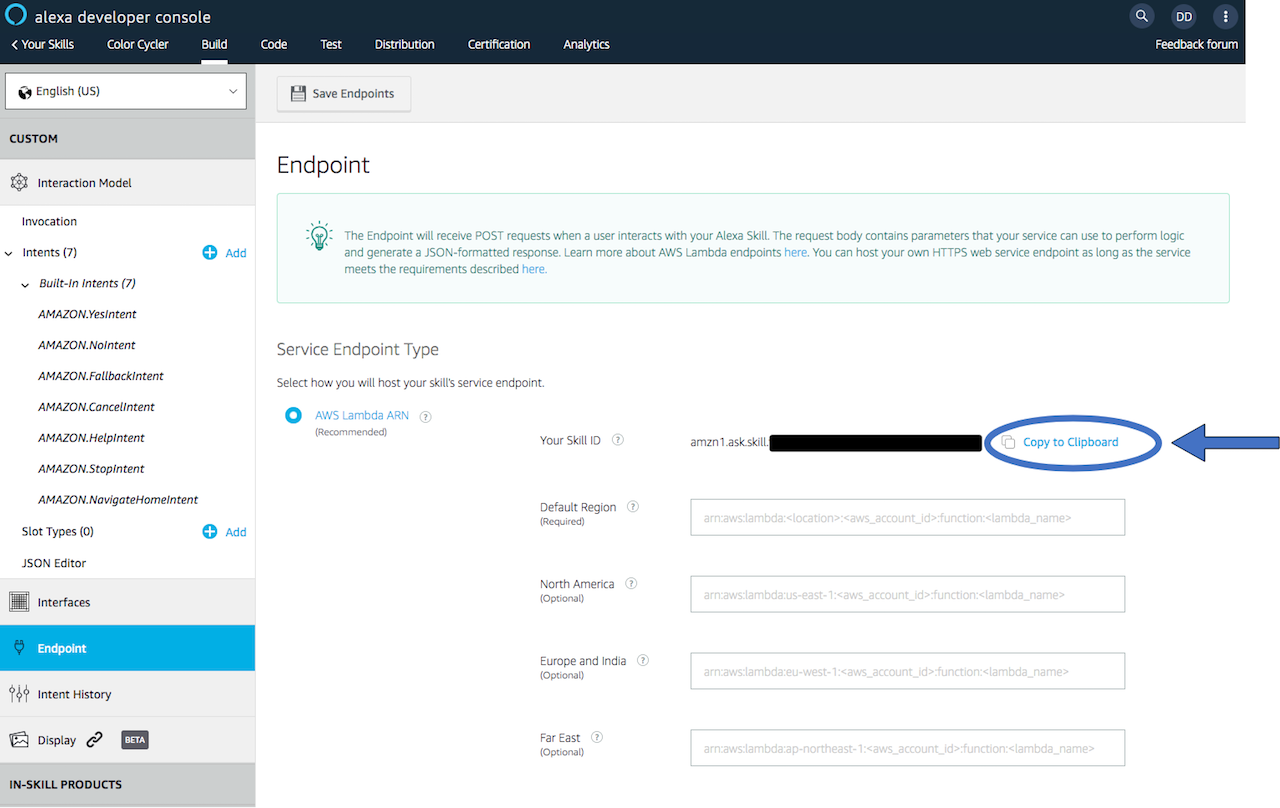 alexa developer console
DD
Your Skills
Color Cycler
Build
Code
Test
Distribution
Certification
Analytics
Feedback forum
English (US)
Save Endpoints
CUSTOM
Interaction Model
Invocation
Intents (7)
Add
Built-In Intents (7)
AMAZON.YesIntent
AMAZON.NoIntent
AMAZON.FallbackIntent
AMAZON.CancelIntent
AMAZON.HelpIntent
AMAZON.StopIntent
AMAZON.NavigateHomeIntent
Slot Types (0)
Add
JSON Editor
Interfaces
Endpoint
Intent History
Display
BETA
IN-SKILL PRODUCTS
Endpoint
The Endpoint will receive POST requests when a user interacts with your Alexa Skill. The request body contains parameters that your service can use to perform logic
and generate a JSON-formatted response. Learn more about AWS Lambda endpoints here. You can host your own HTTPS web service endpoint as long as the service
meets the requirements described here.
Service Endpoint Type
Select how you will host your skill's service endpoint.
AWS Lambda ARN ?
(Recommended)
Your Skill ID ?
amzn1.ask.skill.
Copy to Clipboard
Default Region ?
(Required)
arn:aws:lambda:<location>:<aws_account_id>:function:<lambda_name>
North America ?
(Optional)
arn:aws:lambda:us-east-1:<aws_account_id>:function:<lambda_name>
Europe and India ?
(Optional)
arn:aws:lambda:eu-west-1:<aws_account_id>:function:<lambda_name>
Far East ?
(Optional)
arn:aws:lambda:ap-northeast-1:<aws_account_id>:function:<lambda_name>